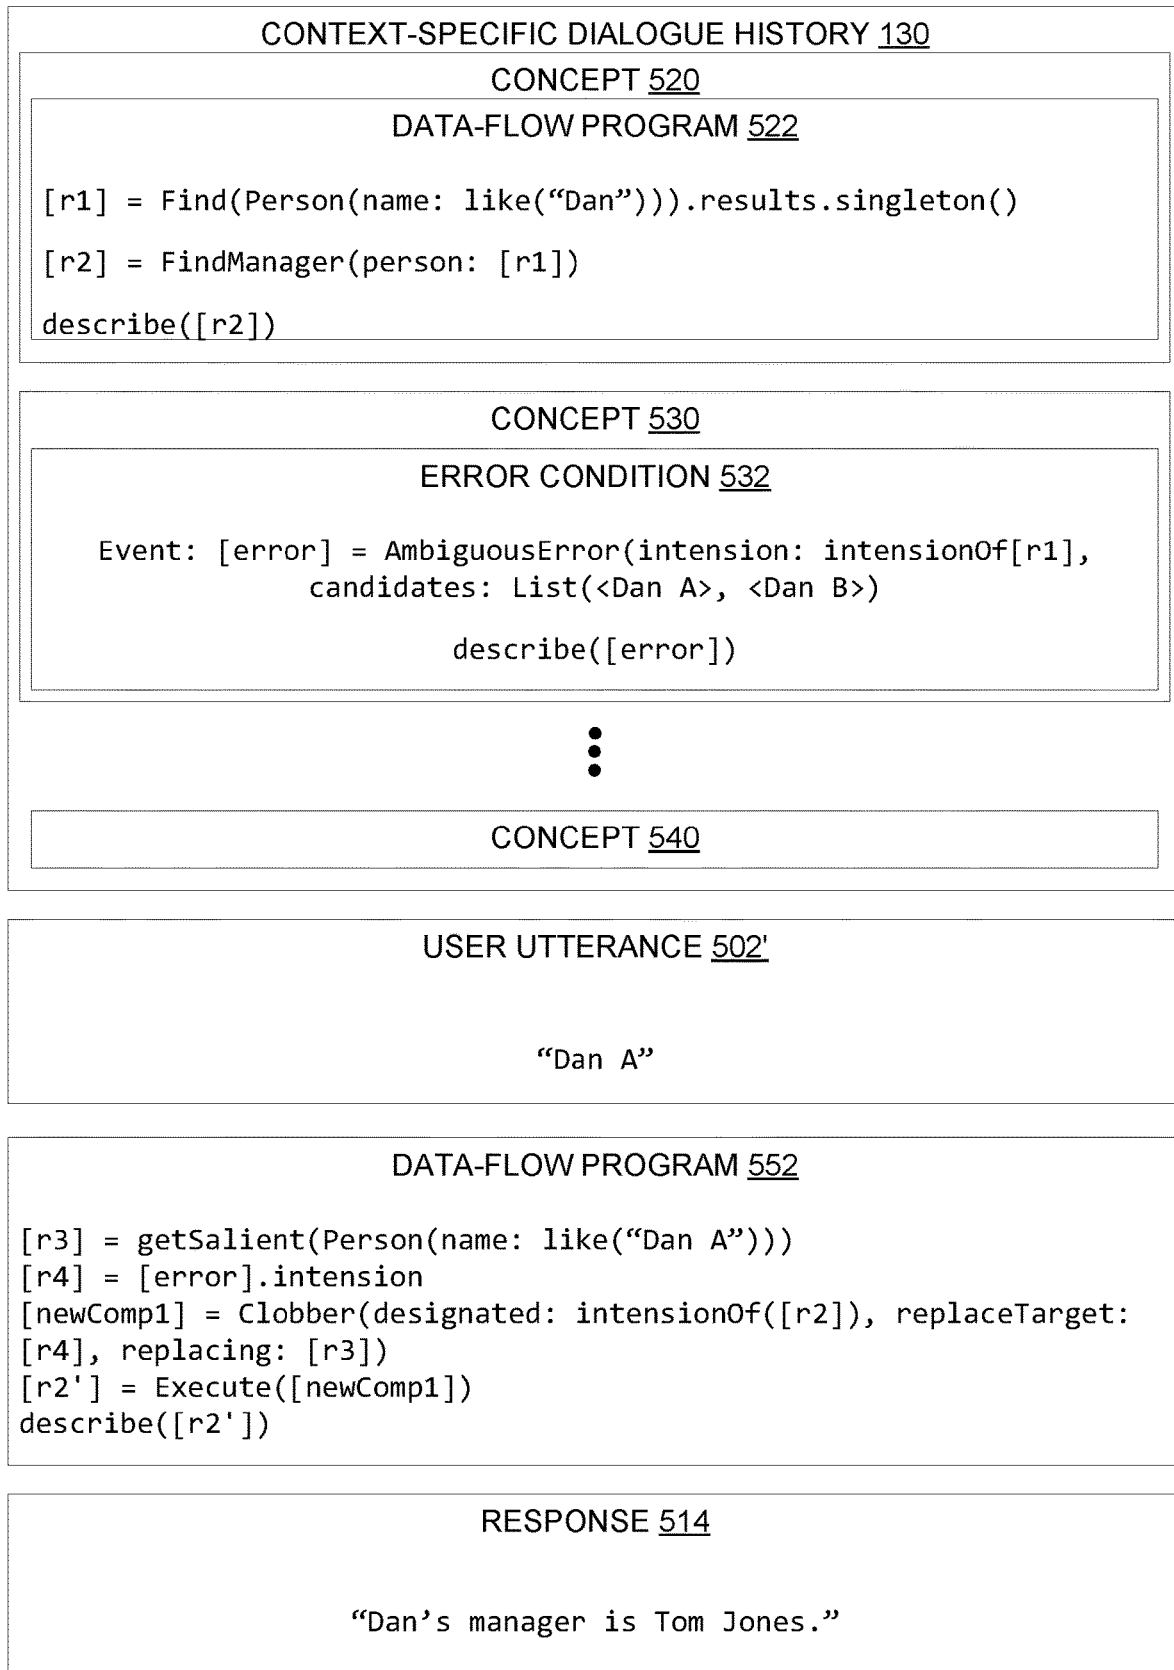 CONTEXT-SPECIFIC DIALOGUE HISTORY 130
CONCEPT 520
DATA-FLOW PROGRAM 522
[r1] = Find(Person(name: like(“Dan”))).results.singleton()
[r2] = FindManager(person: [r1])
describe([r2])
CONCEPT 530
ERROR CONDITION 532
Event: [error] = AmbiguousError(intension: intensionOf[r1],
candidates: List(<Dan A>, <Dan B>)
describe([error])
CONCEPT 540
USER UTTERANCE 502'
“Dan A”
DATA-FLOW PROGRAM 552
[r3] = getSalient(Person(name: like(“Dan A”)))
[r4] = [error].intension
[newComp1] = Clobber(designated: intensionOf([r2]), replaceTarget:
[r4], replacing: [r3])
[r2'] = Execute([newComp1])
describe([r2'])
RESPONSE 514
“Dan’s manager is Tom Jones.”